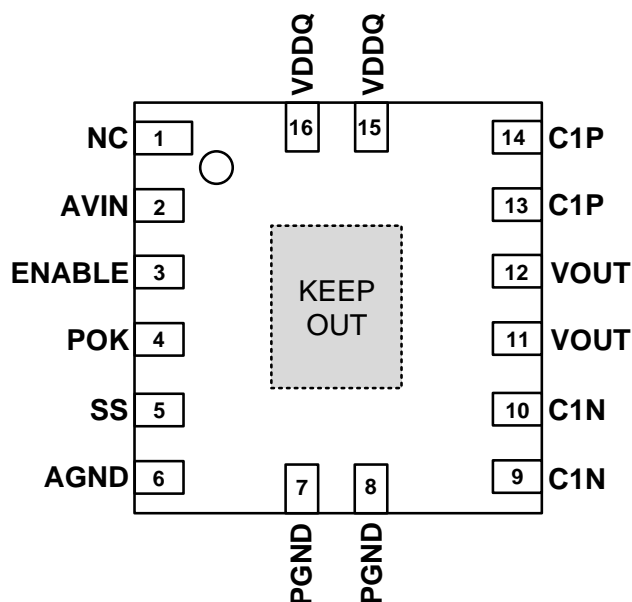 VDDQ
VDDQ
16
15
NC
1
14
C1P
AVIN
2
13
C1P
ENABLE
3
12
VOUT
KEEP
OUT
POK
4
11
VOUT
SS
5
10
C1N
AGND
6
9
C1N
7
8
PGND
PGND